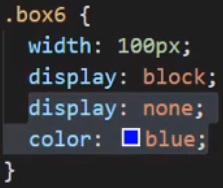 .box6 {
width: 100px;
display: block;
display: none;
color: blue;
}